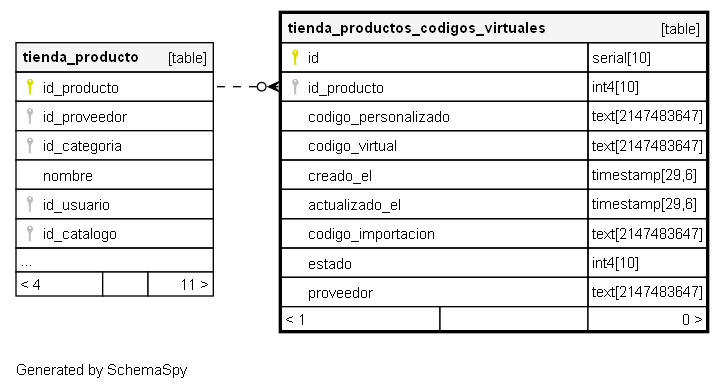 tienda_producto [table]
id_producto
id_proveedor
id_categoria
nombre
id_usuario
id_catalogo
...
< 4 11 >
tienda_productos_codigos_virtuales [table]
id serial[10]
id_producto int4[10]
codigo_personalizado text[2147483647]
codigo_virtual text[2147483647]
creado_el timestamp[29,6]
actualizado_el timestamp[29,6]
codigo_importacion text[2147483647]
estado int4[10]
proveedor text[2147483647]
< 1 0 >
Generated by SchemaSpy